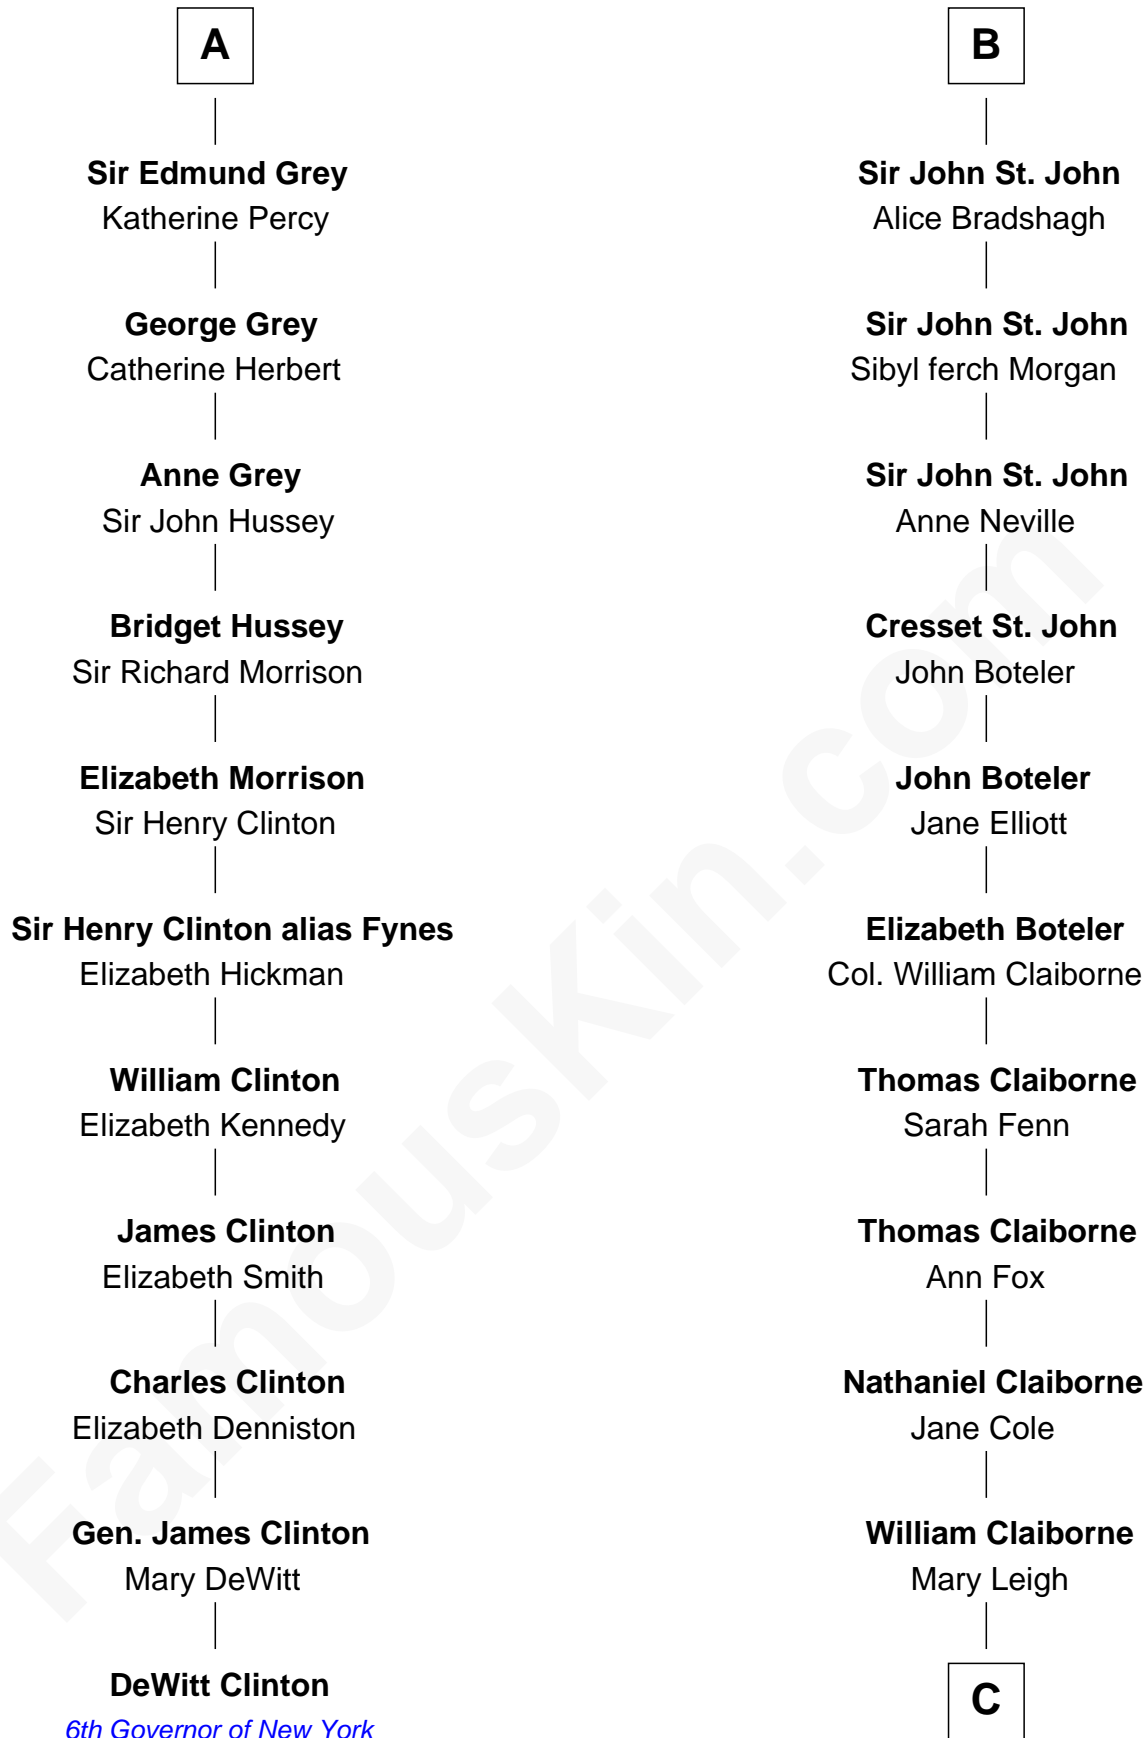 A
Sir Edmund Grey
Katherine Percy
George Grey
Catherine Herbert
Anne Grey
Sir John Hussey
Bridget Hussey
Sir Richard Morrison
Elizabeth Morrison
Sir Henry Clinton
Sir Henry Clinton alias Fynes
Elizabeth Hickman
William Clinton
Elizabeth Kennedy
James Clinton
Elizabeth Smith
Charles Clinton
Elizabeth Denniston
Gen. James Clinton
Mary DeWitt
DeWitt Clinton
6th Governor of New York
B
Sir John St. John
Alice Bradshagh
Sir John St. John
Sibyl ferch Morgan
Sir John St. John
Anne Neville
Cresset St. John
John Boteler
John Boteler
Jane Elliott
Elizabeth Boteler
Col. William Claiborne
Thomas Claiborne
Sarah Fenn
Thomas Claiborne
Ann Fox
Nathaniel Claiborne
Jane Cole
William Claiborne
Mary Leigh
C
FamousKin.com